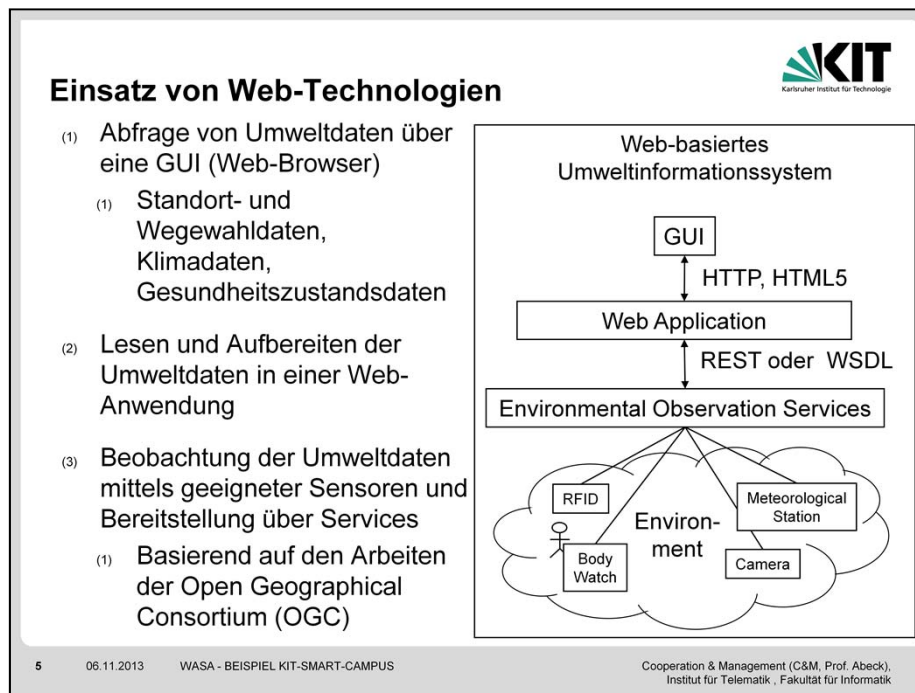 KIT
Karlsruher Institut für Technologie
Einsatz von Web-Technologien
(1) Abfrage von Umweltdaten über
eine GUI (Web-Browser)
(1) Standort- und
Wegewahldaten,
Klimadaten,
Gesundheitszustandsdaten
(2) Lesen und Aufbereiten der
Umweltdaten in einer Web-
Anwendung
(3) Beobachtung der Umweltdaten
mittels geeigneter Sensoren und
Bereitstellung über Services
(1) Basierend auf den Arbeiten
der Open Geographical
Consortium (OGC)
Web-basiertes
Umweltinformationssystem
GUI
HTTP, HTML5
Web Application
REST oder WSDL
Environmental Observation Services
RFID
Meteorological
Station
Environ-
ment
Body
Watch
Camera
5 06.11.2013 WASA - BEISPIEL KIT-SMART-CAMPUS
Cooperation & Management (C&M, Prof. Abeck),
Institut für Telematik , Fakultät für Informatik